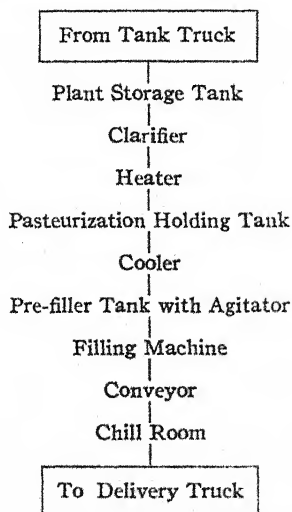 From Tank Truck
Plant Storage Tank
Clarifier
Heater
Pasteurization Holding Tank
Cooler
Pre-filler Tank with Agitator
Filling Machine
Conveyor
Chill Room
To Delivery Truck